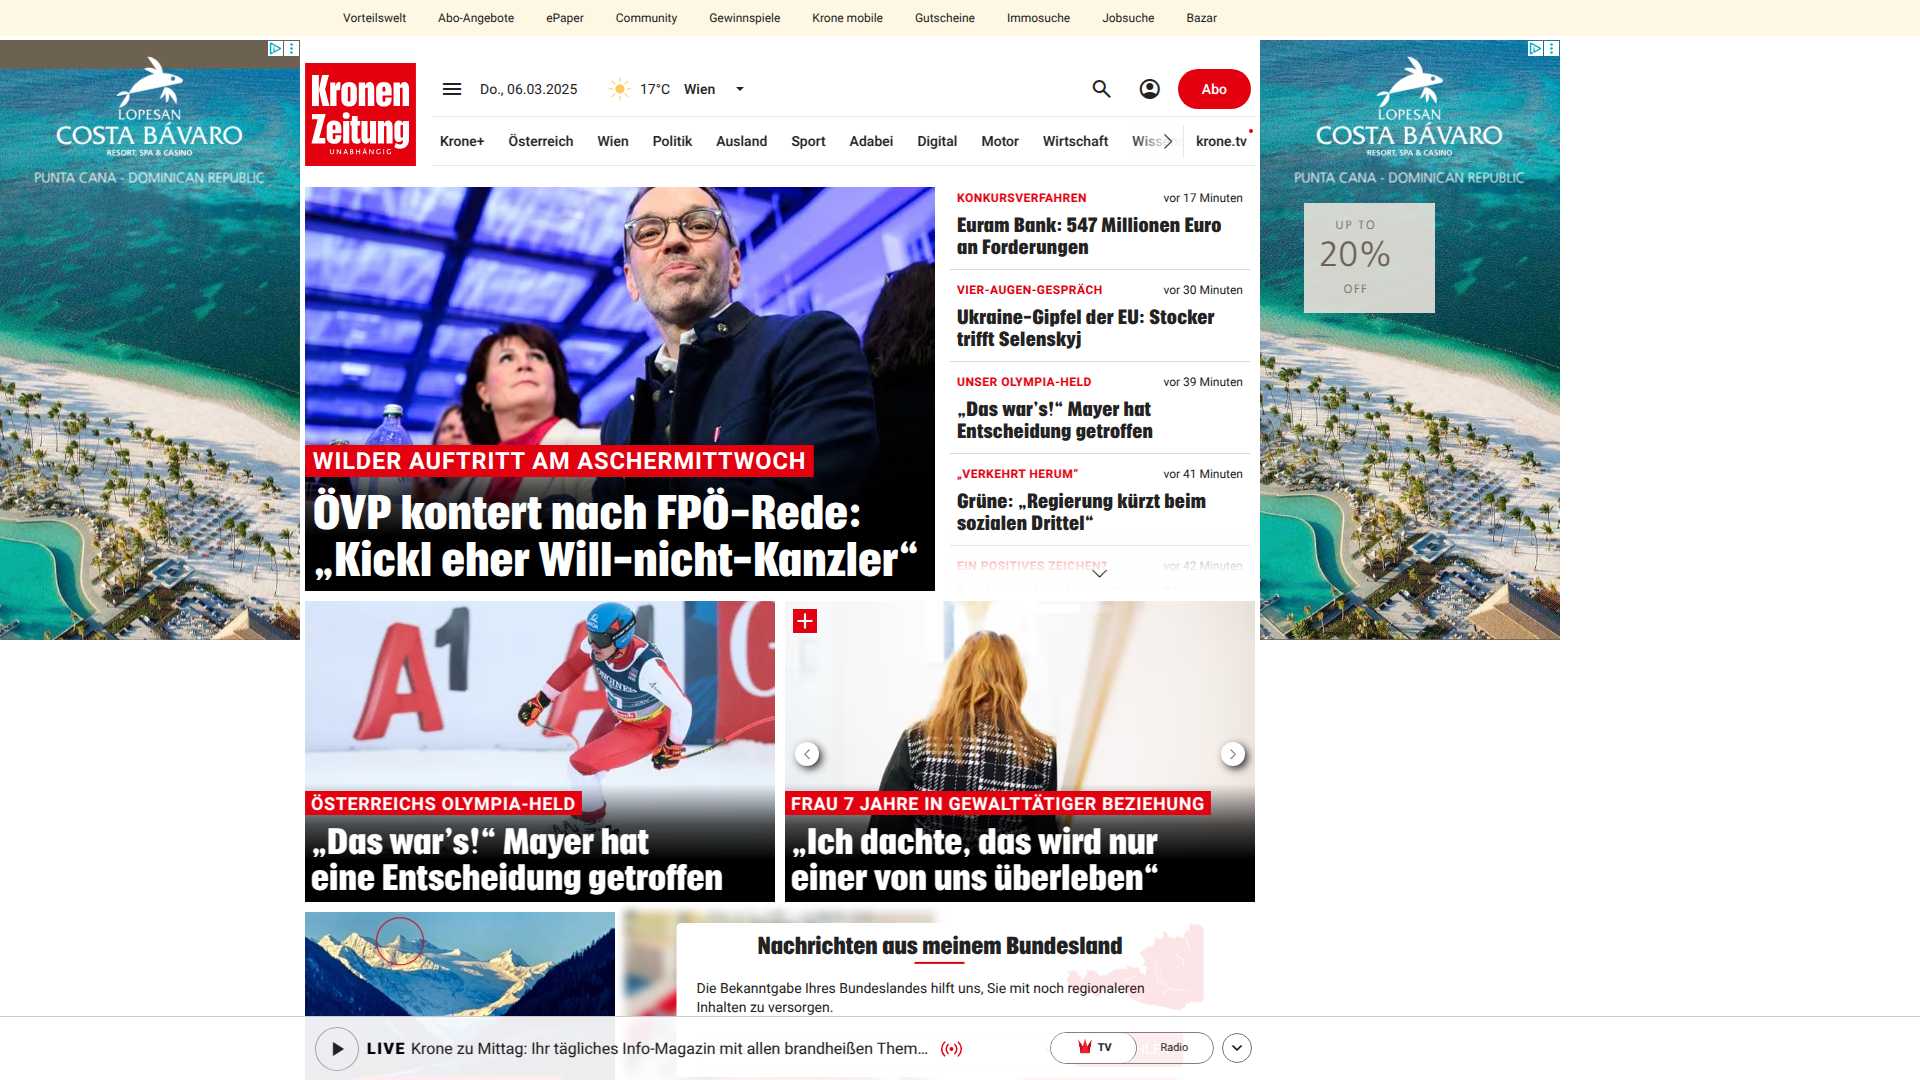 Vorteilswelt Abo-Angebote ePaper Community Gewinnspiele Krone mobile Gutscheine Immosuche Jobsuche Bazar
LOPESAN
COSTA BÁVARO
RESORT, SPA & CASINO
PUNTA CANA - DOMINICAN REPUBLIC
Kronen
Zeitung
UNABHÄNGIG
Do., 06.03.2025 17°C Wien
Abo
Krone+ Österreich Wien Politik Ausland Sport Adabei Digital Motor Wirtschaft krone.tv
LOPESAN
COSTA BÁVARO
RESORT, SPA & CASINO
PUNTA CANA - DOMINICAN REPUBLIC
UP TO
20%
OFF
WILDER AUFTRITT AM ASCHERMITTWOCH
ÖVP kontert nach FPÖ-Rede:
„Kickl eher Will-nicht-Kanzler“
KONKURSVERFAHREN vor 17 Minuten
Euram Bank: 547 Millionen Euro
an Forderungen
VIER-AUGEN-GESPRÄCH vor 30 Minuten
Ukraine-Gipfel der EU: Stocker
trifft Selenskyj
UNSER OLYMPIA-HELD vor 39 Minuten
„Das war’s!“ Mayer hat
Entscheidung getroffen
„VERKEHRT HERUM“ vor 41 Minuten
Grüne: „Regierung kürzt beim
sozialen Drittel“
EIN POSITIVES ZEICHEN? vor 42 Minuten
A1
LONGINES
ÖSTERREICHS OLYMPIA-HELD
„Das war’s!“ Mayer hat
eine Entscheidung getroffen
FRAU 7 JAHRE IN GEWALTTÄTIGER BEZIEHUNG
„Ich dachte, das wird nur
einer von uns überleben“
Nachrichten aus meinem Bundesland
Die Bekanntgabe Ihres Bundeslandes hilft uns, Sie mit noch regionaleren
Inhalten zu versorgen.
LIVE Krone zu Mittag: Ihr tägliches Info-Magazin mit allen brandheißen Them...
TV Radio